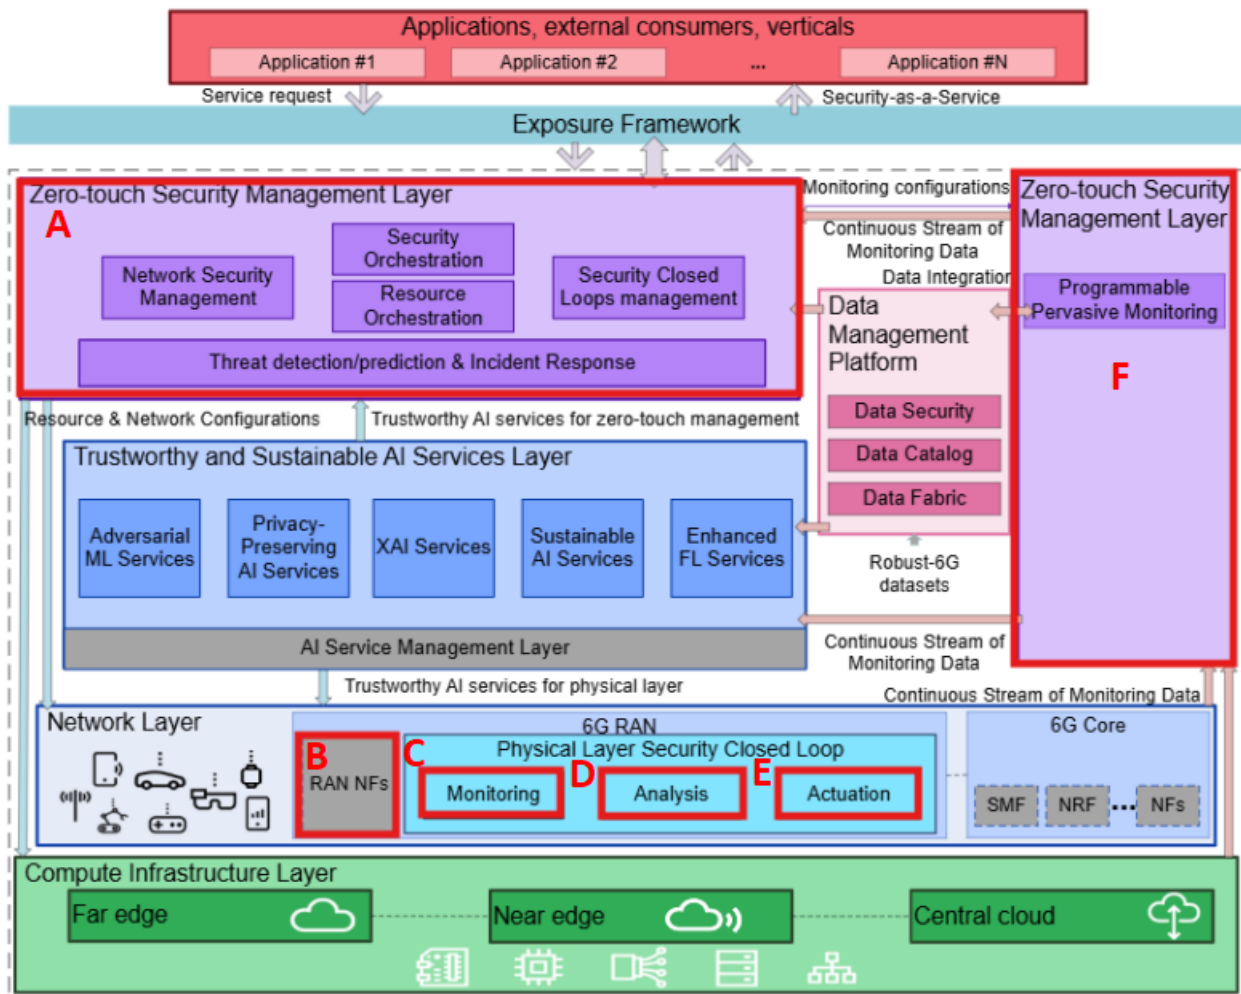 Applications, external consumers, verticals
Application #1
Application #2
...
Application #N
Service request
Security-as-a-Service
Exposure Framework
Zero-touch Security Management Layer
A
Network Security
Management
Security
Orchestration
Resource
Orchestration
Security Closed
Loops management
Threat detection/prediction & Incident Response
Monitoring configurations
Continuous Stream of
Monitoring Data
Data Integration
Zero-touch Security
Management Layer
Programmable
Pervasive Monitoring
F
Data
Management
Platform
Data Security
Data Catalog
Data Fabric
Robust-6G
datasets
Resource & Network Configurations
Trustworthy AI services for zero-touch management
Trustworthy and Sustainable AI Services Layer
Adversarial
ML Services
Privacy-
Preserving
AI Services
XAI Services
Sustainable
AI Services
Enhanced
FL Services
AI Service Management Layer
Continuous Stream of
Monitoring Data
Trustworthy AI services for physical layer
Continuous Stream of Monitoring Data
Network Layer
6G RAN
B
RAN NFs
Physical Layer Security Closed Loop
C
Monitoring
D
Analysis
E
Actuation
6G Core
SMF
NRF
...
NFs
Compute Infrastructure Layer
Far edge
Near edge
Central cloud